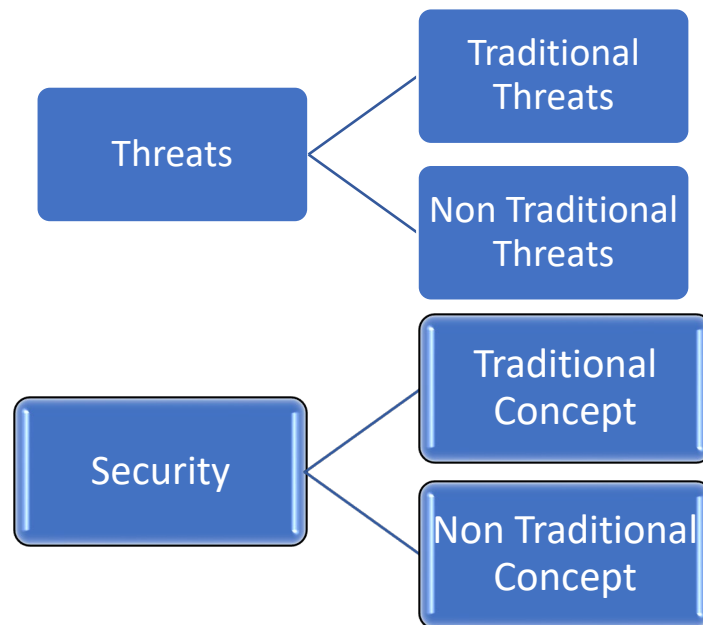 Threats
Traditional
Threats
Non Traditional
Threats
Security
Traditional
Concept
Non Traditional
Concept